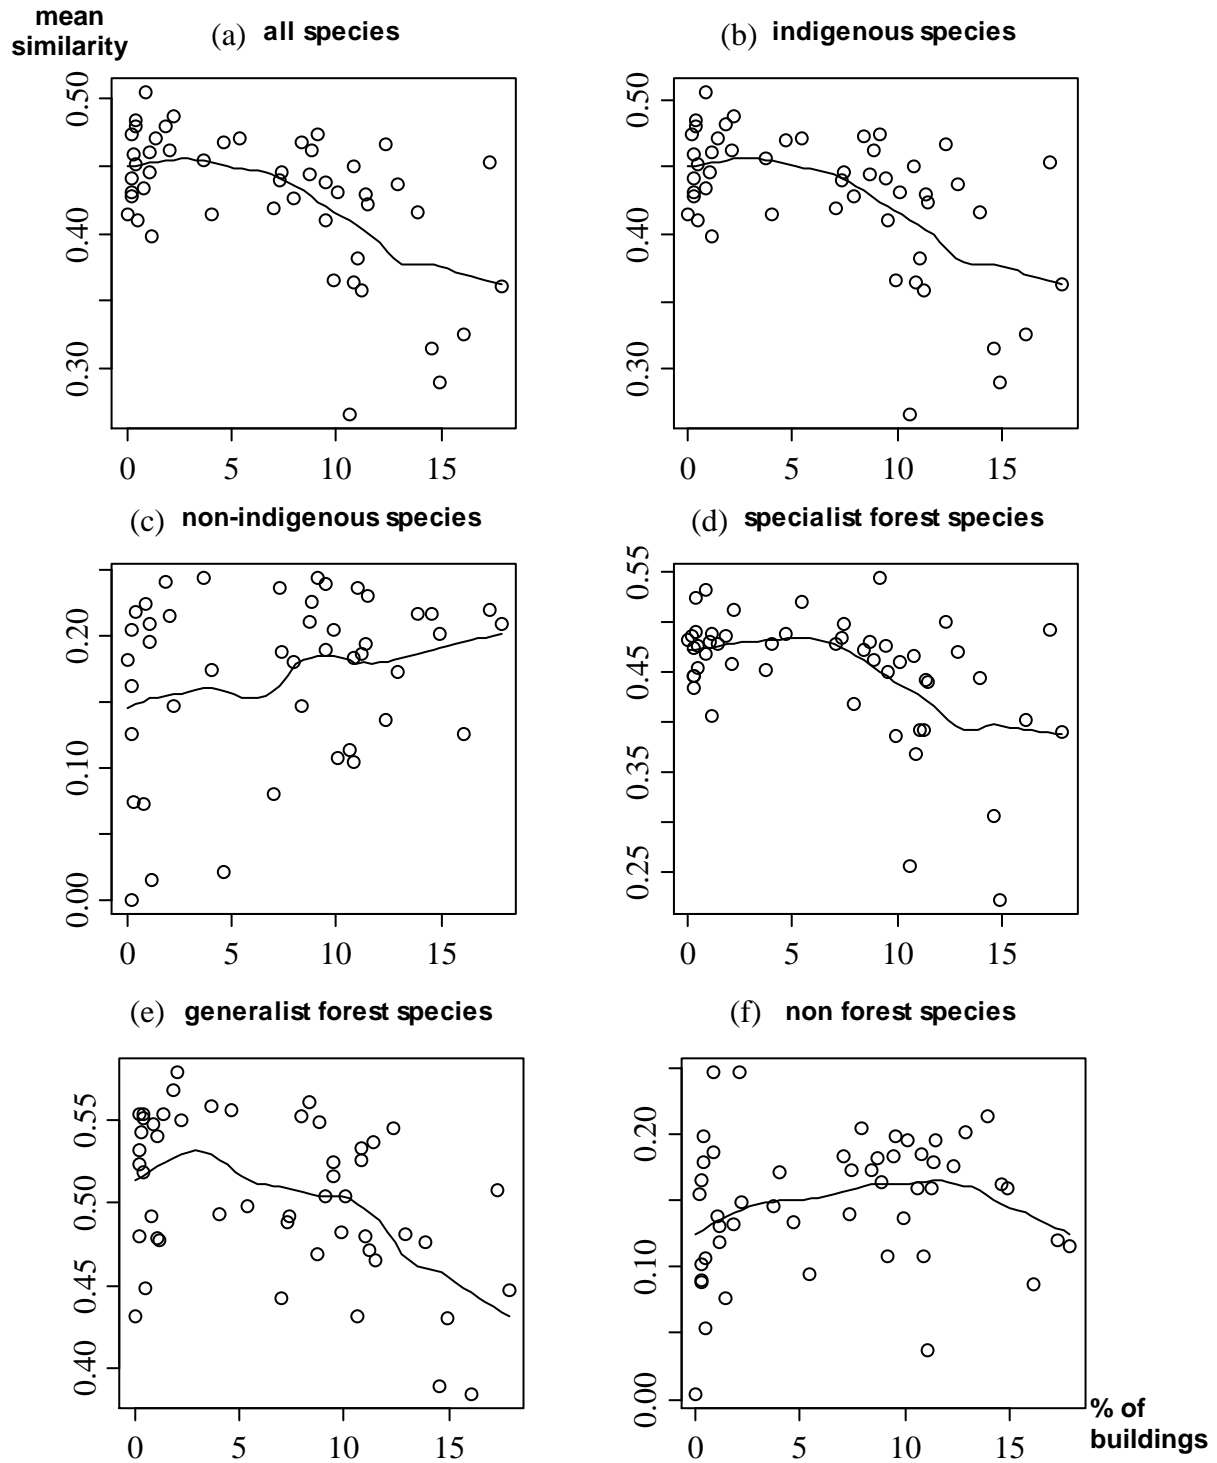 mean
similarity
(a) all species
(b) indigenous species
0.50
0.40
0.30
0 5 10 15
0.50
0.40
0.30
0 5 10 15
(c) non-indigenous species
(d) specialist forest species
0.20
0.10
0.00
0 5 10 15
0.55
0.45
0.35
0.25
0 5 10 15
(e) generalist forest species
(f) non forest species
0.55
0.50
0.45
0.40
0 5 10 15
0.20
0.10
0.00
0 5 10 15
% of
buildings